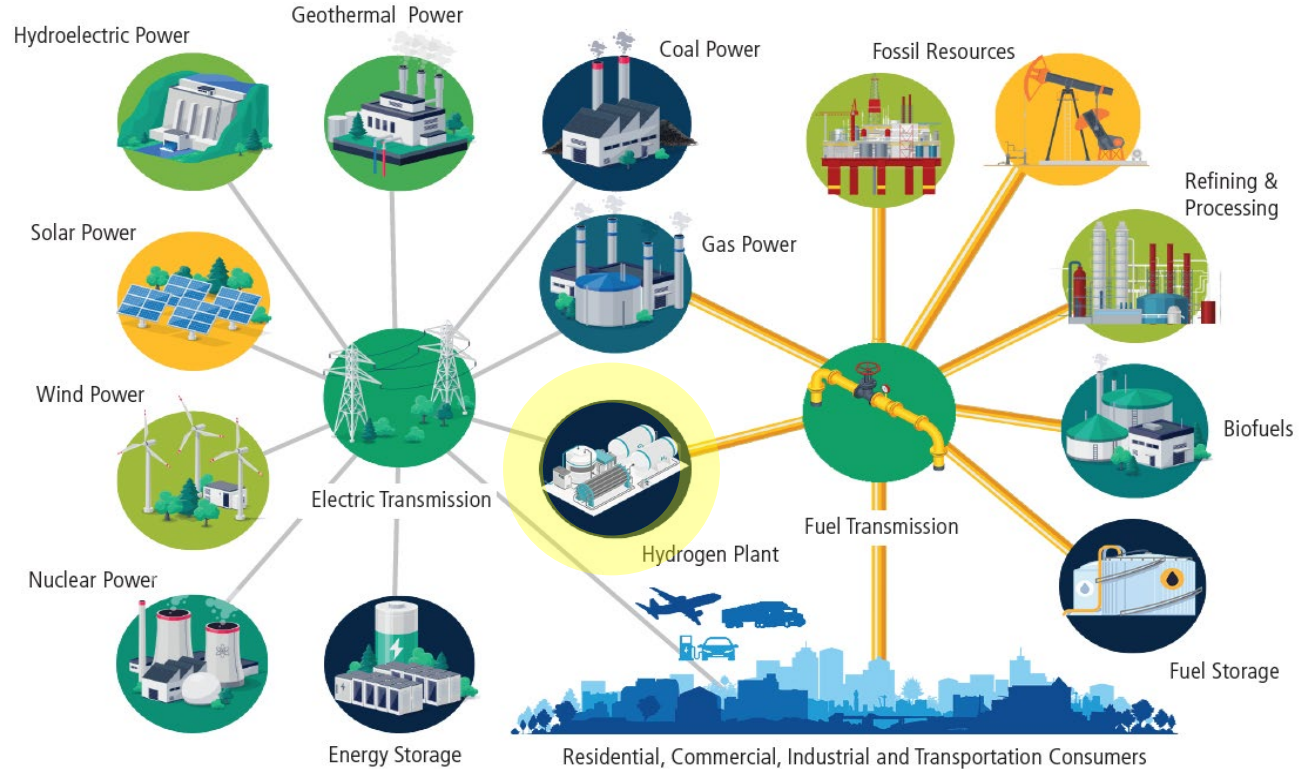 Geothermal Power
Hydroelectric Power
Coal Power
Fossil Resources
Refining &
Processing
Solar Power
Gas Power
Wind Power
Biofuels
Electric Transmission
Fuel Transmission
Hydrogen Plant
Nuclear Power
Fuel Storage
Energy Storage
Residential, Commercial, Industrial and Transportation Consumers